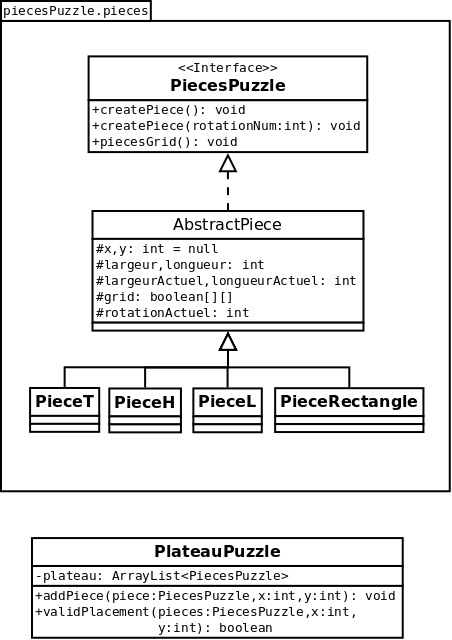 piecesPuzzle.pieces
<<Interface>>
PiecesPuzzle
+createPiece(): void
+createPiece(rotationNum:int): void
+piecesGrid(): void
AbstractPiece
#x,y: int = null
#largeur,longueur: int
#largeurActuel,longueurActuel: int
#grid: boolean[][]
#rotationActuel: int
PieceT PieceH PieceL PieceRectangle
PlateauPuzzle
-plateau: ArrayList<PiecesPuzzle>
+addPiece(piece:PiecesPuzzle,x:int,y:int): void
+validPlacement(pieces:PiecesPuzzle,x:int,
y:int): boolean